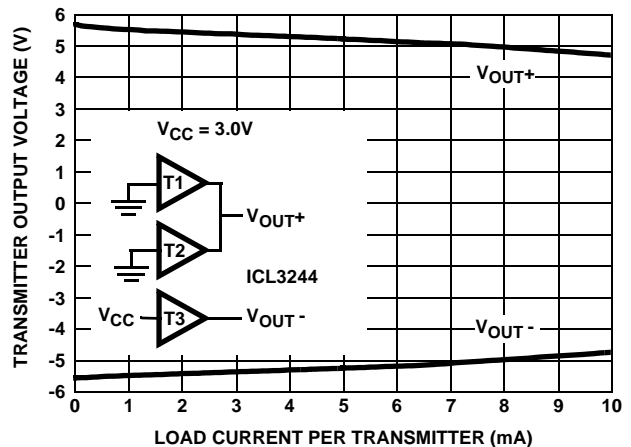 TRANSMITTER OUTPUT VOLTAGE (V)
6
5
4
3
2
1
0
-1
-2
-3
-4
-5
-6
VOUT+
VCC = 3.0V
T1
VOUT+
T2
ICL3244
VCC
T3
VOUT -
VOUT -
0 1 2 3 4 5 6 7 8 9 10
LOAD CURRENT PER TRANSMITTER (mA)